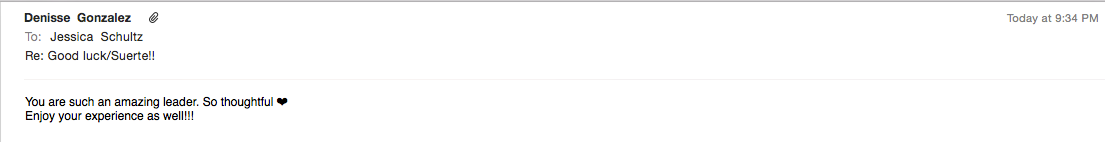 Denisse Gonzalez
Today at 9:34 PM
To: Jessica Schultz
Re: Good luck/Suerte!!
You are such an amazing leader. So thoughtful ❤
Enjoy your experience as well!!!